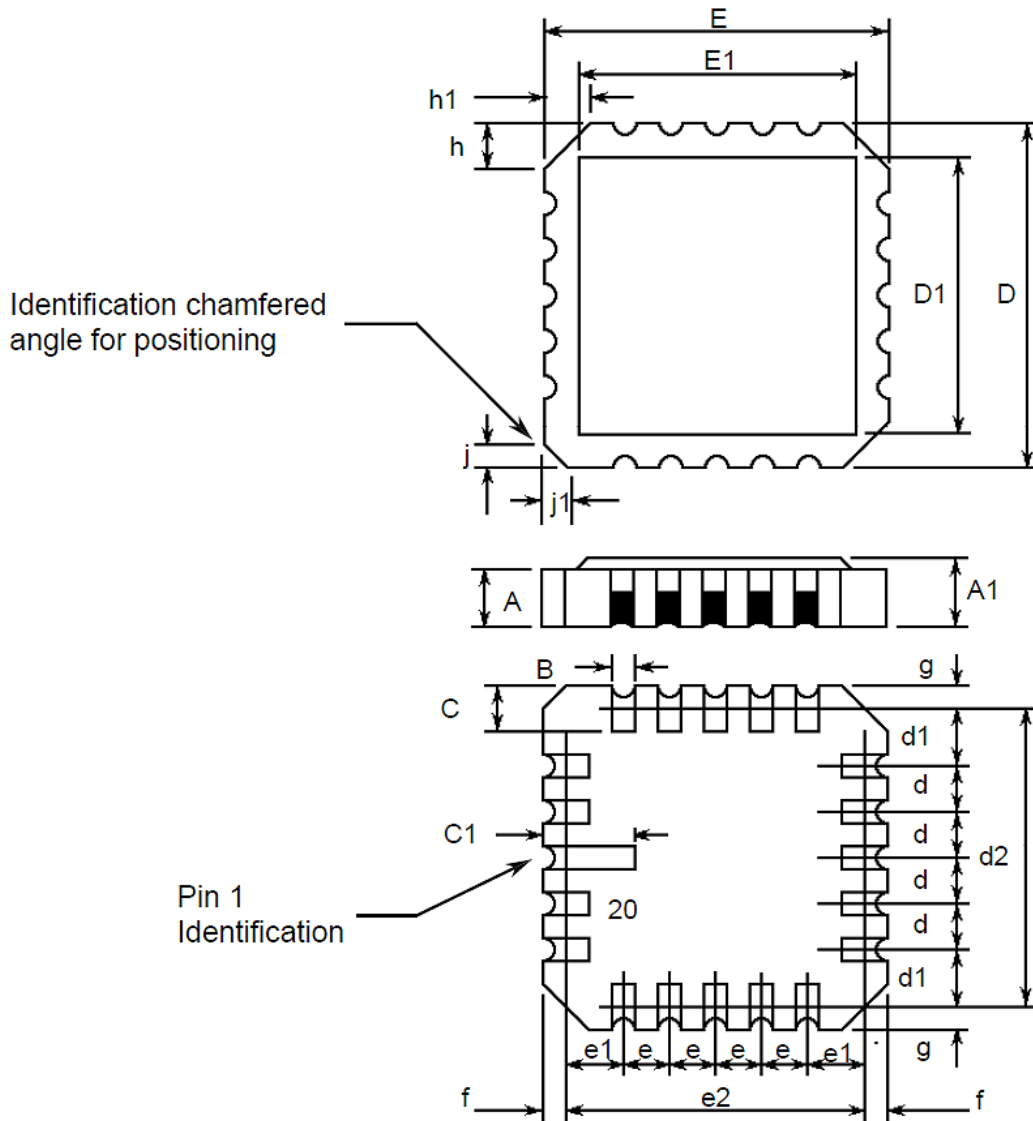 E
E1
h1
h
D1
D
Identification chamfered
angle for positioning
j
j1
A
A1
B
g
C
d1
d
C1
d
d2
Pin 1
Identification
20
d
d
d1
e1
e
e
e
e
e1
g
f
e2
f